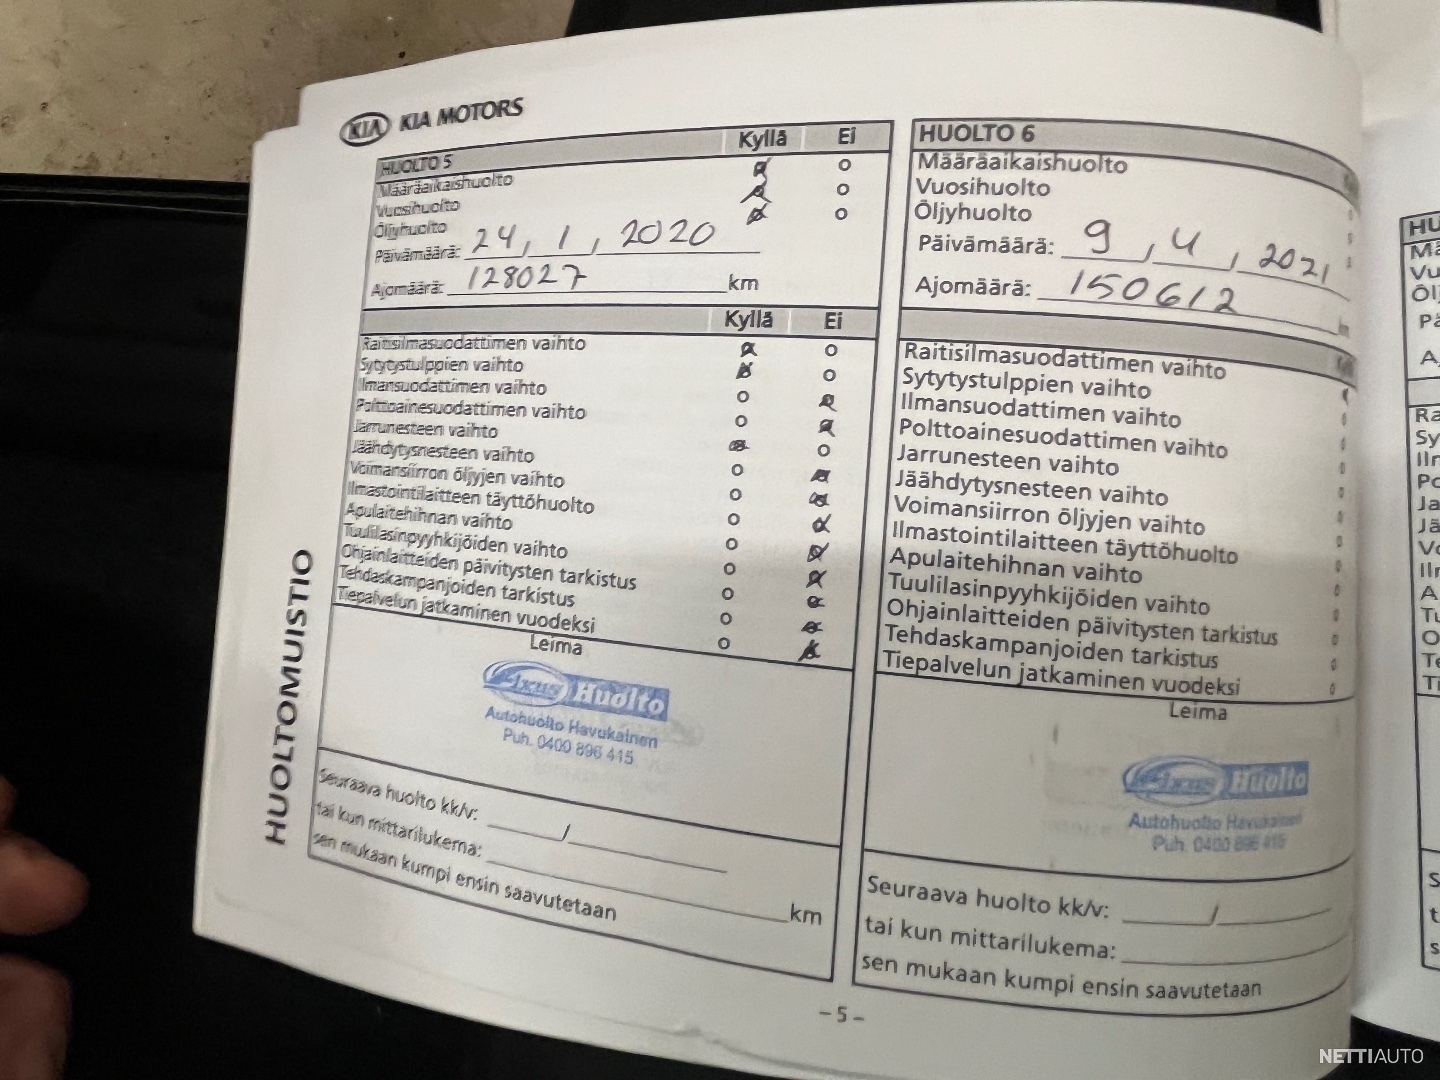 KIA KIA MOTORS
HUOLTO 5 Kyllä Ei
Määräaikaishuolto
Vuosihuolto
Öljyhuolto
Päivämäärä: 24, 1, 2020
Ajomäärä: 128027 km
Kyllä Ei
Raitisilmasuodattimen vaihto
Sytytystulppien vaihto
Ilmansuodattimen vaihto
Polttoainesuodattimen vaihto
Jarrunesteen vaihto
Jäähdytysnesteen vaihto
Voimansiirron öljyjen vaihto
Ilmastointilaitteen täyttöhuolto
Apulaitehihnan vaihto
Tuulilasinpyyhkijöiden vaihto
Ohjainlaitteiden päivitysten tarkistus
Tehdaskampanjoiden tarkistus
Tiepalvelun jatkaminen vuodeksi
Leima
Axus Huolto
Autohuolto Havukainen
Puh. 0400 896 415
Seuraava huolto kk/v: /
tai kun mittarilukema:
km
sen mukaan kumpi ensin saavutetaan
HUOLTOMUISTIO
HUOLTO 6
Määräaikaishuolto
Vuosihuolto
Öljyhuolto
Päivämäärä: 9, 4, 2021
Ajomäärä: 150612 km
Raitisilmasuodattimen vaihto
Sytytystulppien vaihto
Ilmansuodattimen vaihto
Polttoainesuodattimen vaihto
Jarrunesteen vaihto
Jäähdytysnesteen vaihto
Voimansiirron öljyjen vaihto
Ilmastointilaitteen täyttöhuolto
Apulaitehihnan vaihto
Tuulilasinpyyhkijöiden vaihto
Ohjainlaitteiden päivitysten tarkistus
Tehdaskampanjoiden tarkistus
Tiepalvelun jatkaminen vuodeksi
Leima
Axus Huolto
Autohuolto Havukainen
Puh. 0400 896 415
Seuraava huolto kk/v: /
tai kun mittarilukema:
sen mukaan kumpi ensin saavutetaan
- 5 -
NETTIAUTO